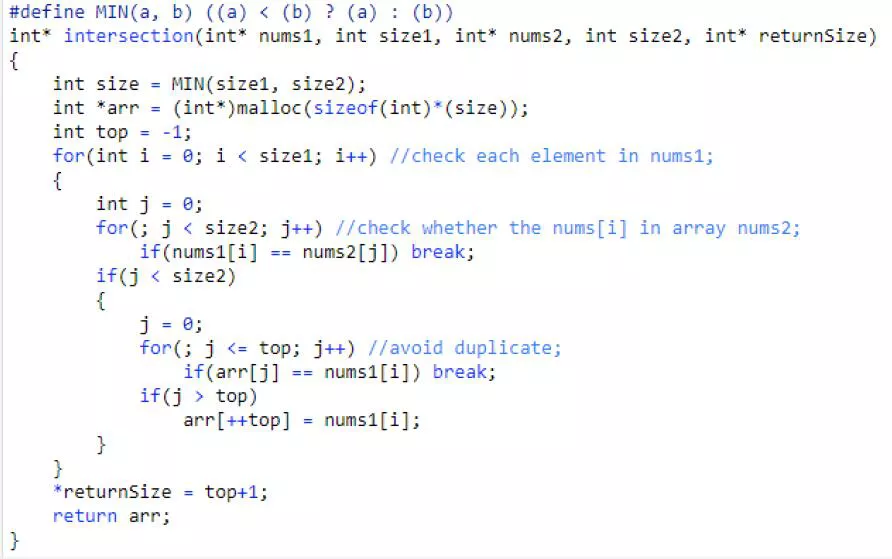 #define MIN(a, b) ((a) < (b) ? (a) : (b))
int* intersection(int* nums1, int size1, int* nums2, int size2, int* returnSize)
{
    int size = MIN(size1, size2);
    int *arr = (int*)malloc(sizeof(int)*(size));
    int top = -1;
    for(int i = 0; i < size1; i++) //check each element in nums1;
    {
        int j = 0;
        for(; j < size2; j++) //check whether the nums[i] in array nums2;
            if(nums1[i] == nums2[j]) break;
        if(j < size2)
        {
            j = 0;
            for(; j <= top; j++) //avoid duplicate;
                if(arr[j] == nums1[i]) break;
            if(j > top)
                arr[++top] = nums1[i];
        }
    }
    *returnSize = top+1;
    return arr;
}